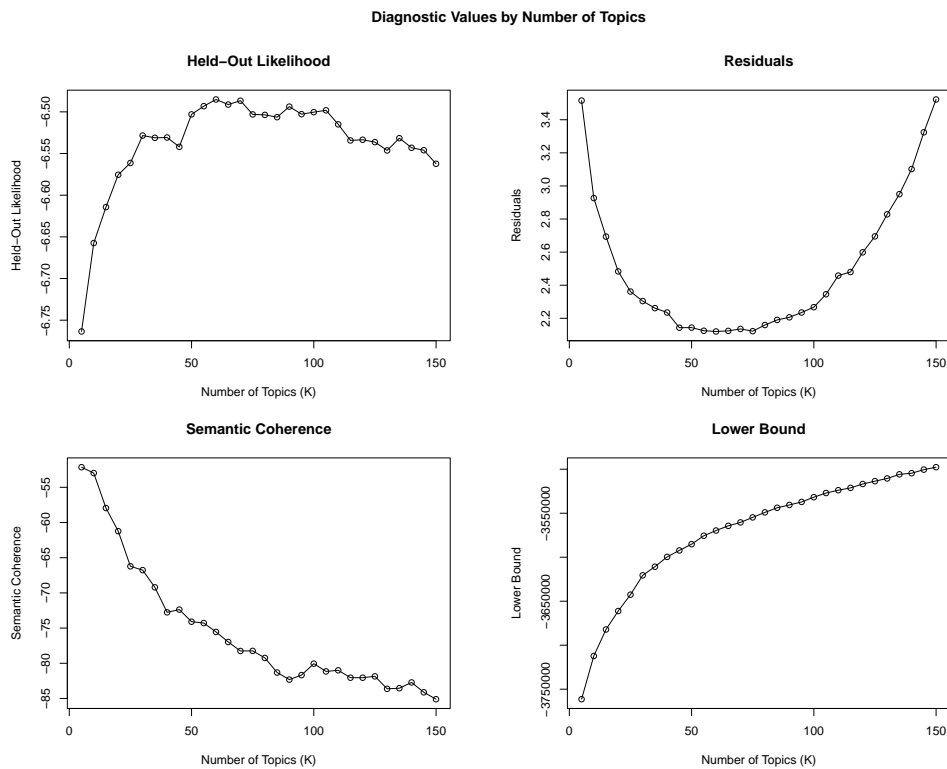 Diagnostic Values by Number of Topics
Held−Out Likelihood
Held−Out Likelihood
−6.50
−6.55
−6.60
−6.65
−6.70
−6.75
0 50 100 150
Number of Topics (K)
Residuals
Residuals
3.4
3.2
3.0
2.8
2.6
2.4
2.2
0 50 100 150
Number of Topics (K)
Semantic Coherence
Semantic Coherence
−55
−60
−65
−70
−75
−80
−85
0 50 100 150
Number of Topics (K)
Lower Bound
Lower Bound
−3550000
−3650000
−3750000
0 50 100 150
Number of Topics (K)